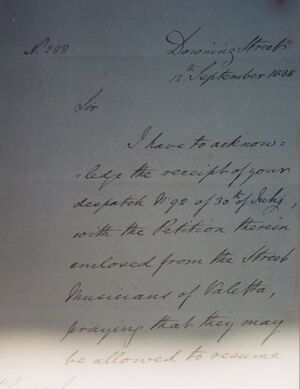 No. 288
Downing Street
12th September 1838
Sir
I have to acknow=
=ledge the receipt of your
despatch No 92 of 30th of July,
with the Petition therein
enclosed from the Street
Musicians of Valetta,
praying that they may
be allowed to resume